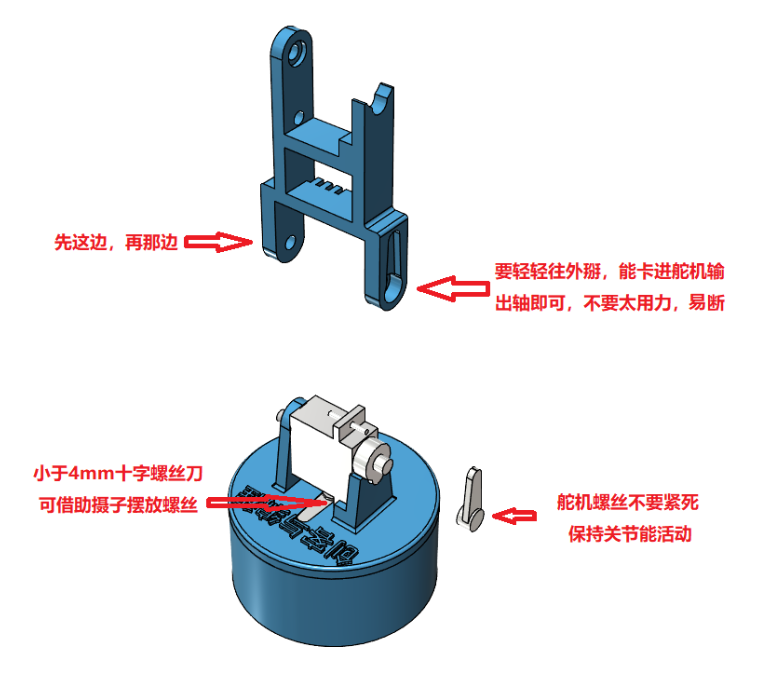 先这边，再那边
要轻轻往外掰，能卡进舵机输
出轴即可，不要太用力，易断
小于4mm十字螺丝刀
可借助摄子摆放螺丝
舵机螺丝不要紧死
保持关节能活动